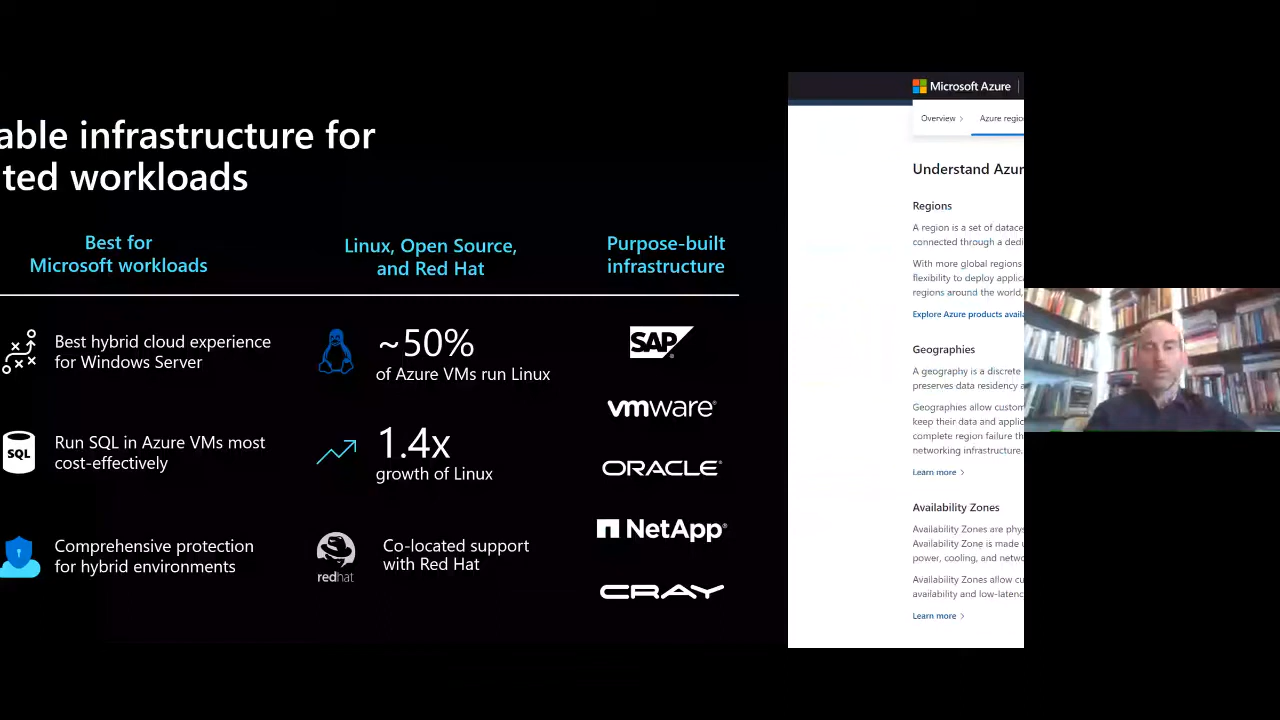 able infrastructure for
ted workloads
Best for
Microsoft workloads
Best hybrid cloud experience
for Windows Server
SQL
Run SQL in Azure VMs most
cost-effectively
Comprehensive protection
for hybrid environments
Linux, Open Source,
and Red Hat
~50%
of Azure VMs run Linux
1.4x
growth of Linux
redhat
Co-located support
with Red Hat
Purpose-built
infrastructure
SAP
vmware®
ORACLE®
NetApp®
CRAY
Microsoft Azure
Overview > Azure regio
Understand Azur
Regions
A region is a set of datace
connected through a dedi
With more global regions
flexibility to deploy applic
regions around the world,
Explore Azure products availa
Geographies
A geography is a discrete
preserves data residency a
Geographies allow custom
keep their data and applic
complete region failure th
networking infrastructure.
Learn more >
Availability Zones
Availability Zones are phys
Availability Zone is made u
power, cooling, and netwo
Availability Zones allow cu
availability and low-latenc
Learn more >